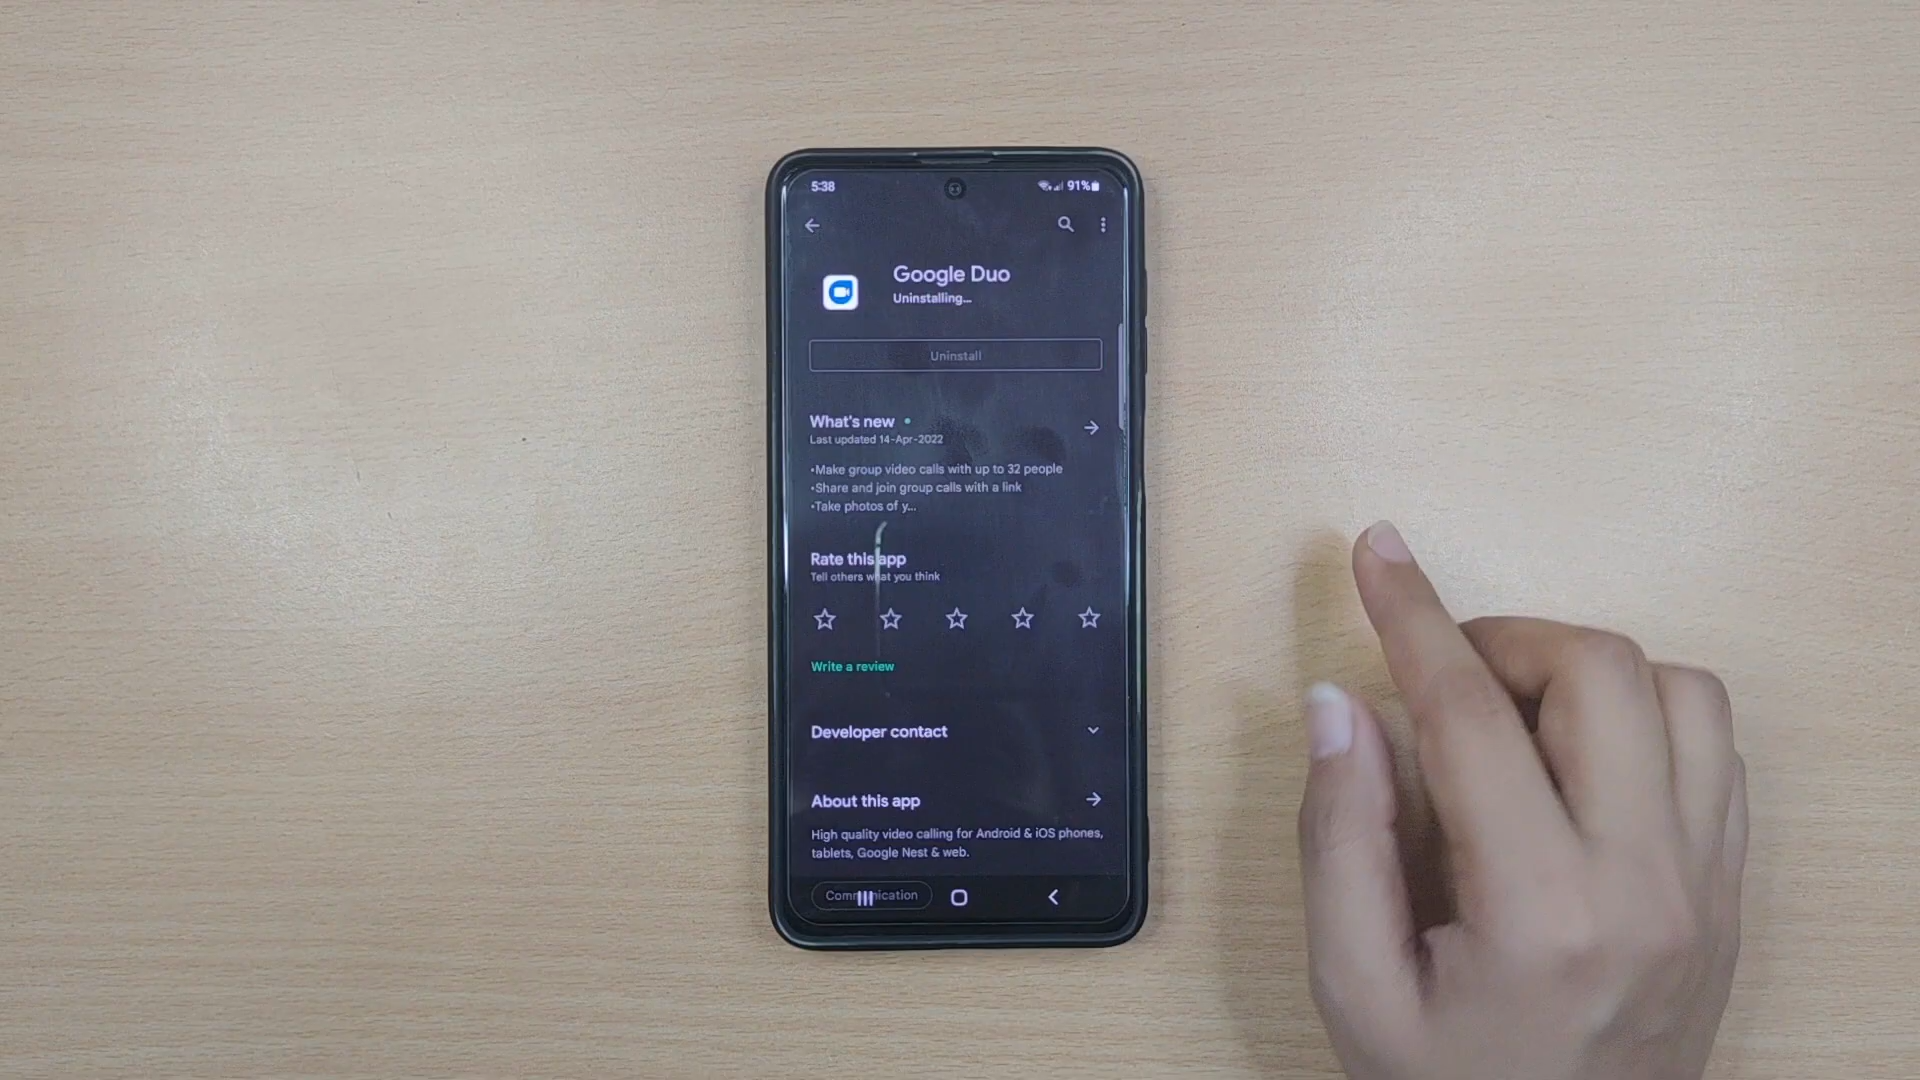 5:38
91%
Google Duo
Uninstalling...
Uninstall
What's new
Last updated 14-Apr-2022
•Make group video calls with up to 32 people
•Share and join group calls with a link
•Take photos of y...
Rate this app
Tell others what you think
Write a review
Developer contact
About this app
High quality video calling for Android & iOS phones,
tablets, Google Nest & web.
Communication